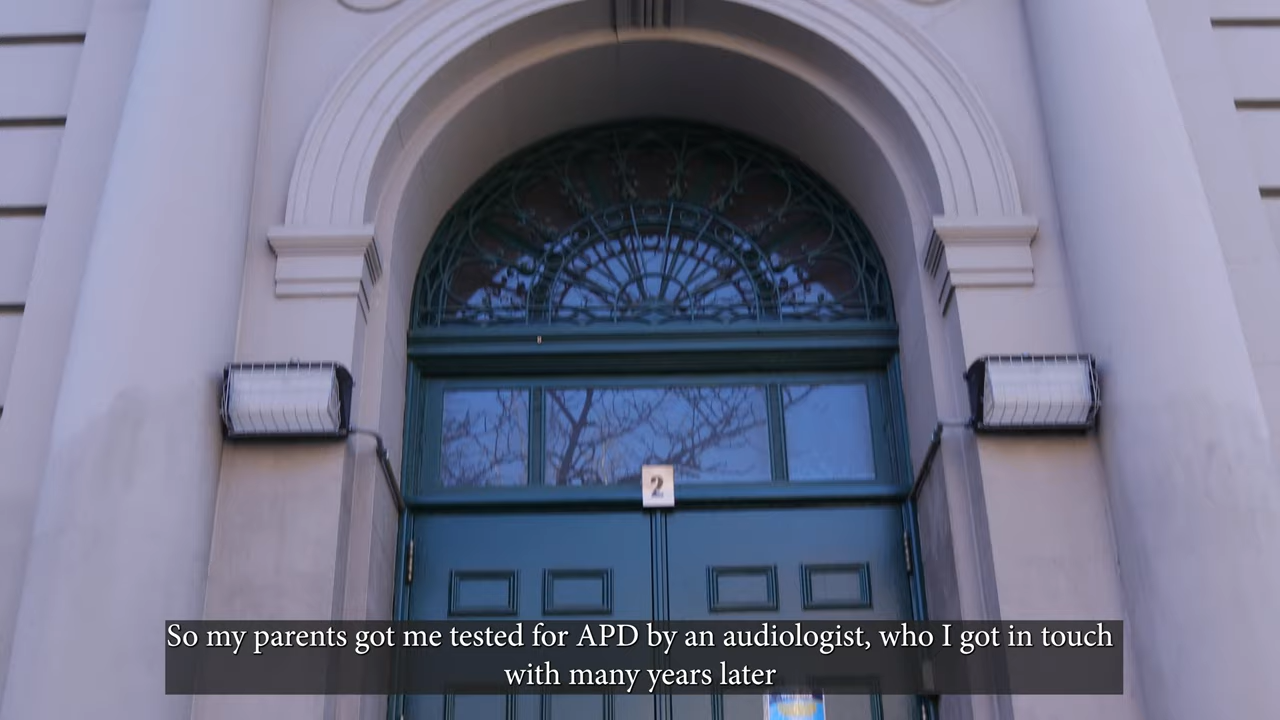 2
So my parents got me tested for APD by an audiologist, who I got in touch
with many years later